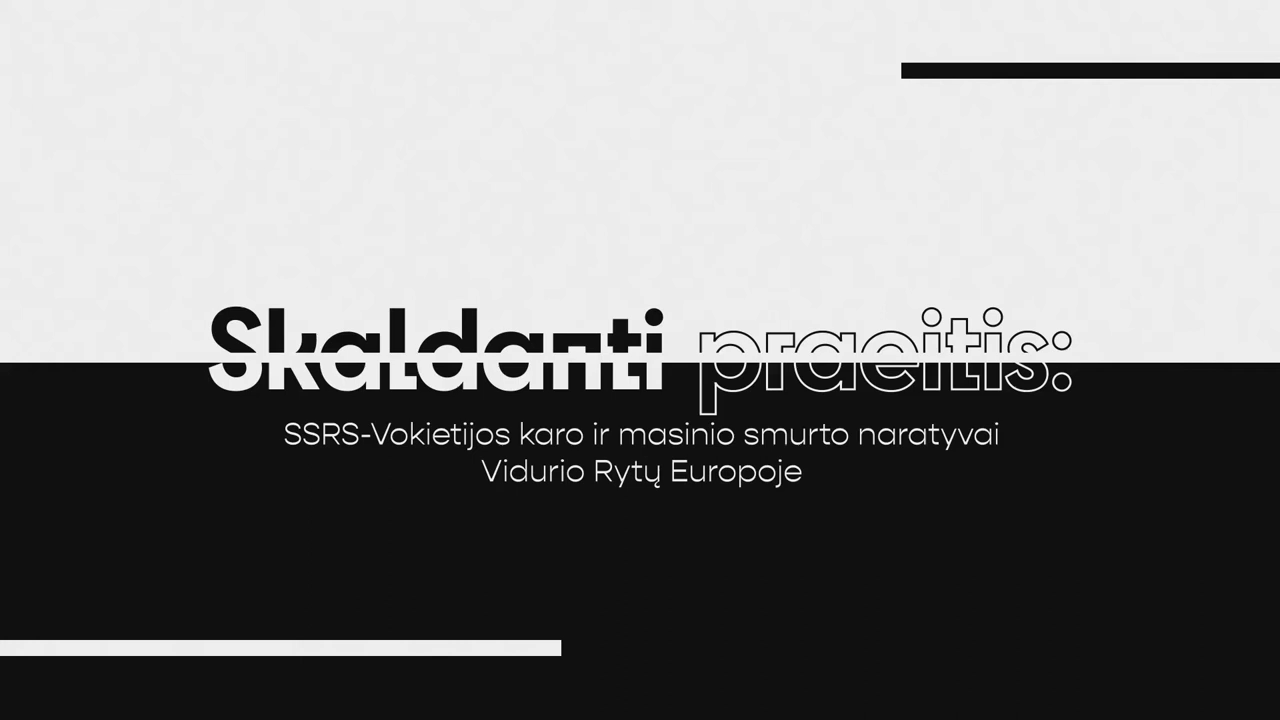 Skaldanti praeitis:
SSRS-Vokietijos karo ir masinio smurto naratyvai
Vidurio Rytų Europoje